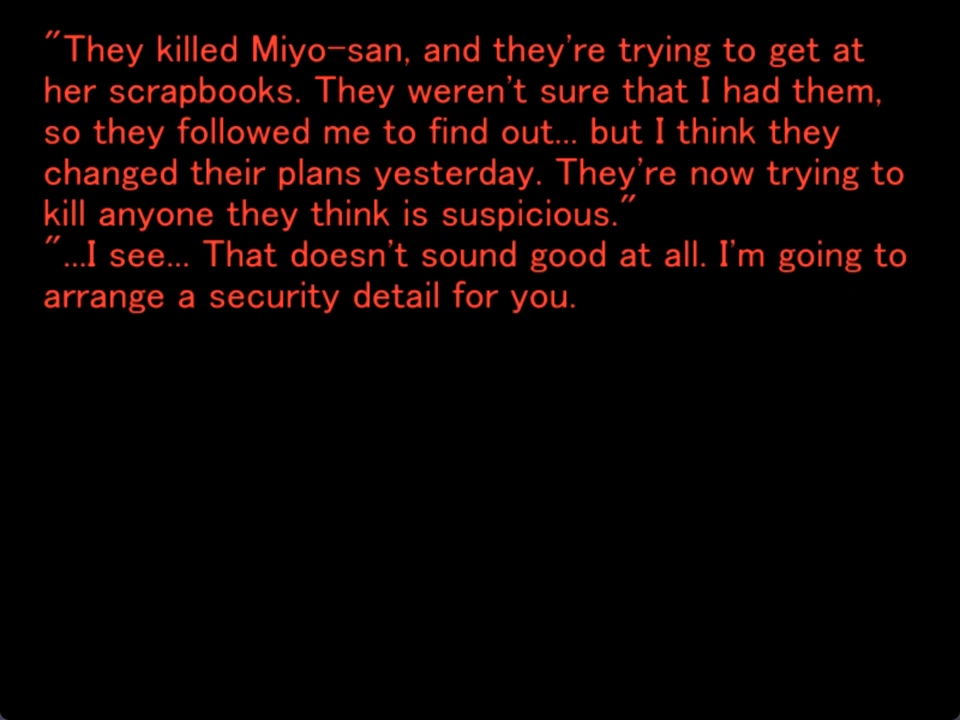 "They killed Miyo-san, and they're trying to get at
her scrapbooks. They weren't sure that I had them,
so they followed me to find out... but I think they
changed their plans yesterday. They're now trying to
kill anyone they think is suspicious."
"...I see... That doesn't sound good at all. I'm going to
arrange a security detail for you.